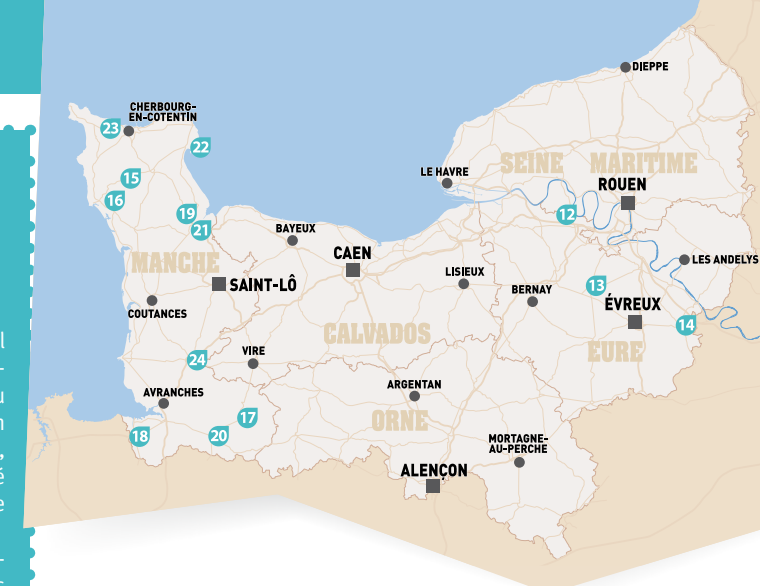 DIEPPE
CHERBOURG-
EN-COTENTIN
23
22
SEINE MARITIME
LE HAVRE
15
ROUEN
16
19
12
21
BAYEUX
CAEN
MANCHE
LES ANDELYS
LISIEUX
SAINT-LÔ
BERNAY
13
ÉVREUX
COUTANCES
14
CALVADOS
EURE
VIRE
24
ARGENTAN
AVRANCHES
17
ORNE
18
20
MORTAGNE-
AU-PERCHE
ALENÇON
l
-
u
n
,
é
e
-